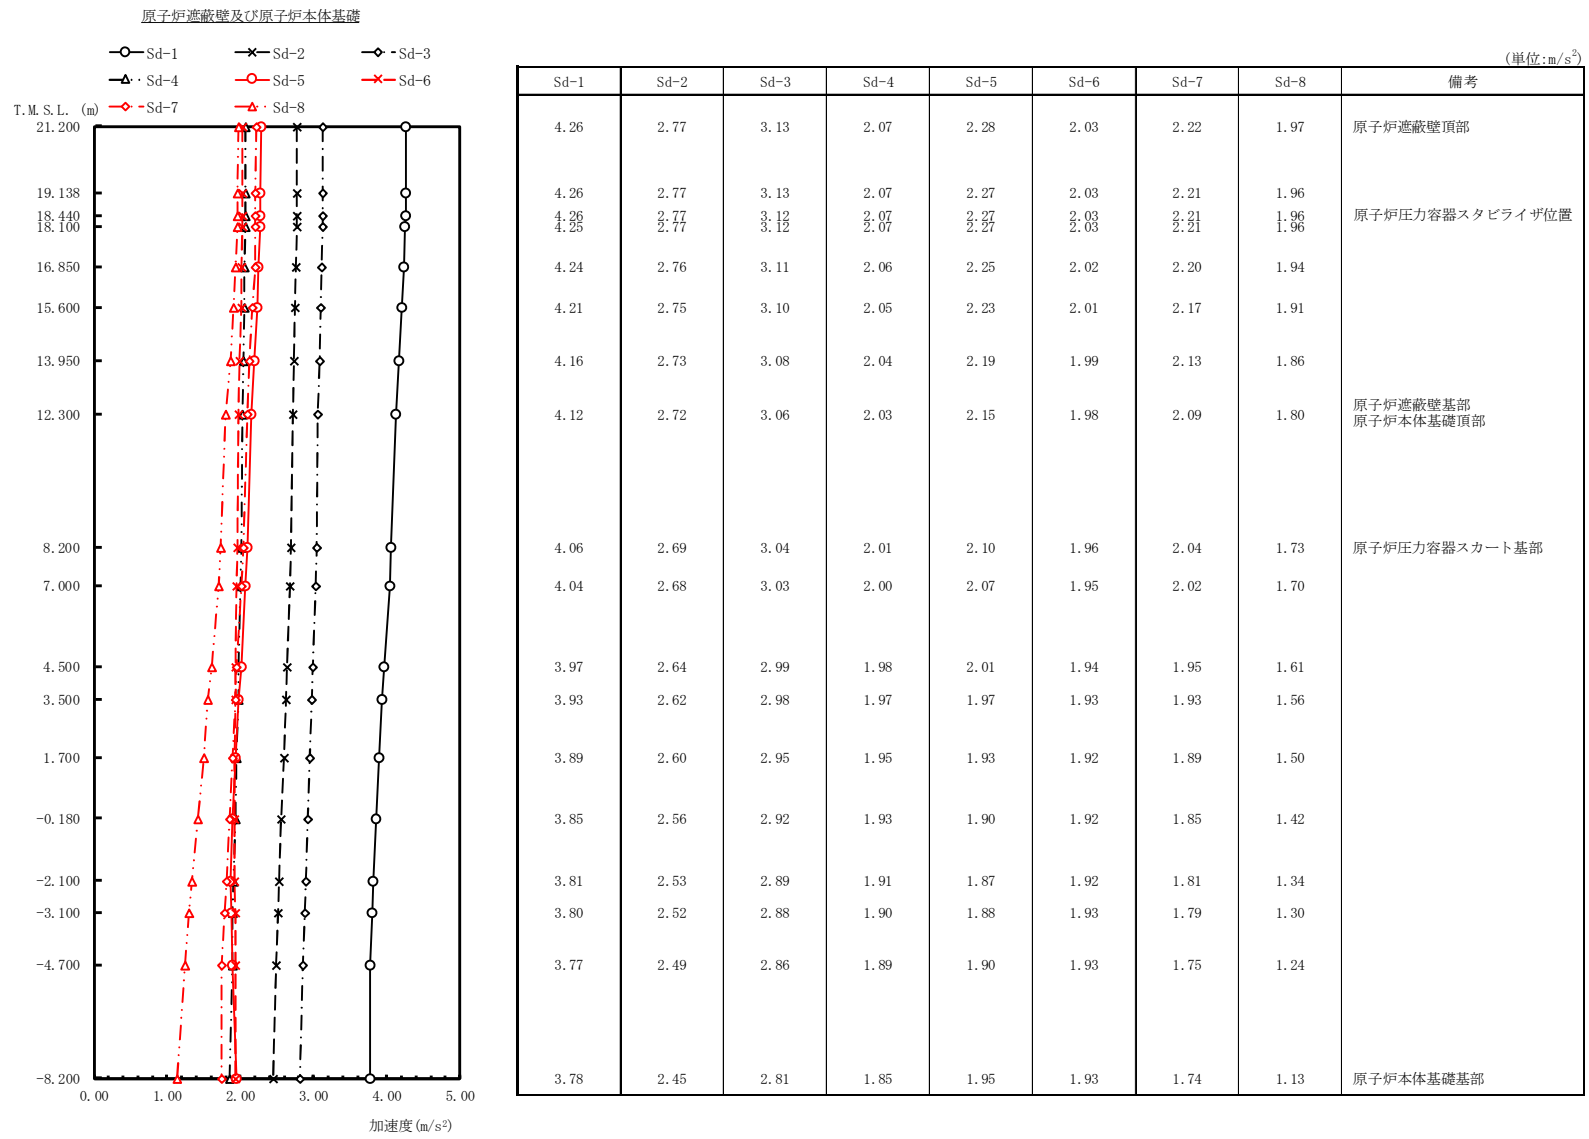 原子炉遮蔽壁及び原子炉本体基礎
Sd-1 Sd-2 Sd-3
Sd-4 Sd-5 Sd-6
Sd-7 Sd-8
T.M.S.L. (m)
(単位:m/s²)
Sd-1 Sd-2 Sd-3 Sd-4 Sd-5 Sd-6 Sd-7 Sd-8 備考
21.200 4.26 2.77 3.13 2.07 2.28 2.03 2.22 1.97 原子炉遮蔽壁頂部
19.138 4.26 2.77 3.13 2.07 2.27 2.03 2.21 1.96
18.440 4.26 2.77 3.12 2.07 2.27 2.03 2.21 1.96 原子炉圧力容器スタビライザ位置
18.100 4.25 2.77 3.12 2.07 2.27 2.03 2.21 1.96
16.850 4.24 2.76 3.11 2.06 2.25 2.02 2.20 1.94
15.600 4.21 2.75 3.10 2.05 2.23 2.01 2.17 1.91
13.950 4.16 2.73 3.08 2.04 2.19 1.99 2.13 1.86
12.300 4.12 2.72 3.06 2.03 2.15 1.98 2.09 1.80 原子炉遮蔽壁基部
原子炉本体基礎頂部
8.200 4.06 2.69 3.04 2.01 2.10 1.96 2.04 1.73 原子炉圧力容器スカート基部
7.000 4.04 2.68 3.03 2.00 2.07 1.95 2.02 1.70
4.500 3.97 2.64 2.99 1.98 2.01 1.94 1.95 1.61
3.500 3.93 2.62 2.98 1.97 1.97 1.93 1.93 1.56
1.700 3.89 2.60 2.95 1.95 1.93 1.92 1.89 1.50
-0.180 3.85 2.56 2.92 1.93 1.90 1.92 1.85 1.42
-2.100 3.81 2.53 2.89 1.91 1.87 1.92 1.81 1.34
-3.100 3.80 2.52 2.88 1.90 1.88 1.93 1.79 1.30
-4.700 3.77 2.49 2.86 1.89 1.90 1.93 1.75 1.24
-8.200 3.78 2.45 2.81 1.85 1.95 1.93 1.74 1.13 原子炉本体基礎基部
0.00 1.00 2.00 3.00 4.00 5.00
加速度(m/s²)